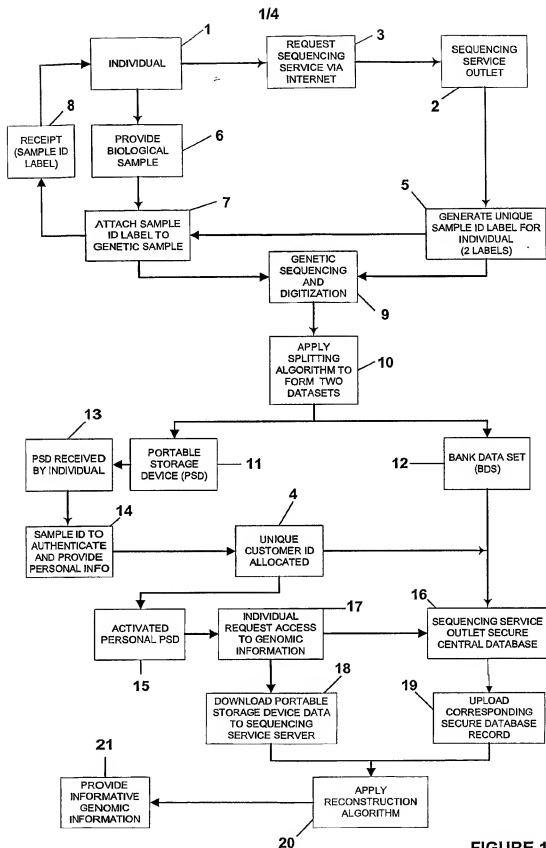 1/4
1
3
INDIVIDUAL
REQUEST
SEQUENCING
SERVICE VIA
INTERNET
SEQUENCING
SERVICE
OUTLET
2
8
6
RECEIPT
(SAMPLE ID
LABEL)
PROVIDE
BIOLOGICAL
SAMPLE
7
5
ATTACH SAMPLE
ID LABEL TO
GENETIC SAMPLE
GENERATE UNIQUE
SAMPLE ID LABEL FOR
INDIVIDUAL
(2 LABELS)
GENETIC
SEQUENCING
AND
DIGITIZATION
9
APPLY
SPLITTING
ALGORITHM TO
FORM TWO
DATASETS
10
13
PSD RECEIVED
BY INDIVIDUAL
PORTABLE
STORAGE
DEVICE (PSD)
11
12
BANK DATA SET
(BDS)
14
4
SAMPLE ID TO
AUTHENTICATE
AND PROVIDE
PERSONAL INFO
UNIQUE
CUSTOMER ID
ALLOCATED
17
16
ACTIVATED
PERSONAL PSD
15
INDIVIDUAL
REQUEST ACCESS
TO GENOMIC
INFORMATION
SEQUENCING SERVICE
OUTLET SECURE
CENTRAL DATABASE
18
19
DOWNLOAD PORTABLE
STORAGE DEVICE DATA
TO SEQUENCING
SERVICE SERVER
UPLOAD
CORRESPONDING
SECURE DATABASE
RECORD
21
PROVIDE
INFORMATIVE
GENOMIC
INFORMATION
APPLY
RECONSTRUCTION
ALGORITHM
20
FIGURE 1